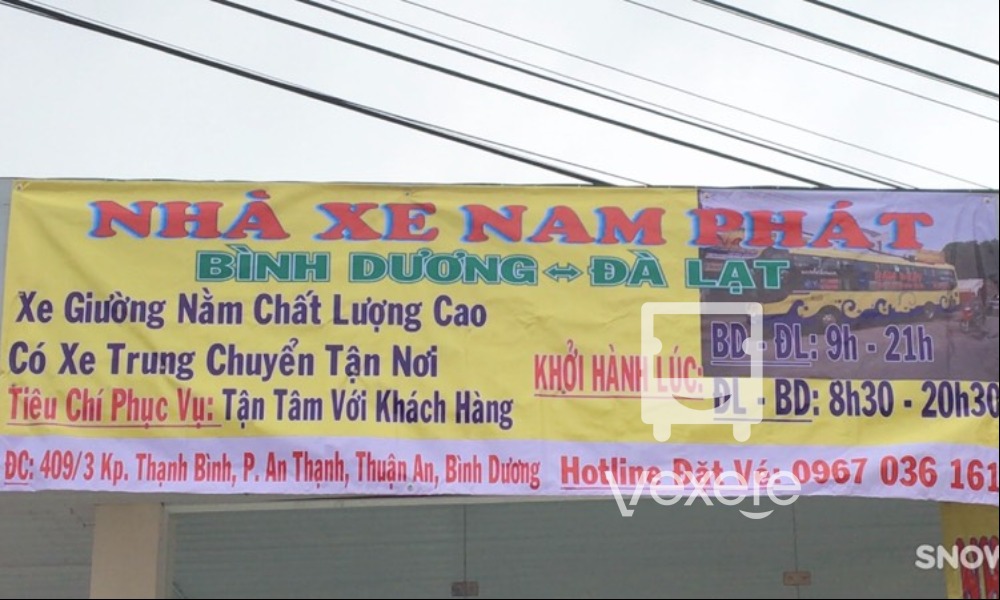 NHÀ XE NAM PHÁT
BÌNH DƯƠNG ⇔ ĐÀ LẠT
Xe Giường Nằm Chất Lượng Cao
Có Xe Trung Chuyển Tận Nơi
Tiêu Chí Phục Vụ: Tận Tâm Với Khách Hàng
KHỞI HÀNH LÚC:
BD - ĐL: 9h - 21h
ĐL - BD: 8h30 - 20h30
ĐC: 409/3 Kp. Thạnh Bình, P. An Thạnh, Thuận An, Bình Dương
Hotline Đặt Vé: 0967 036 161
vexere
SNOW